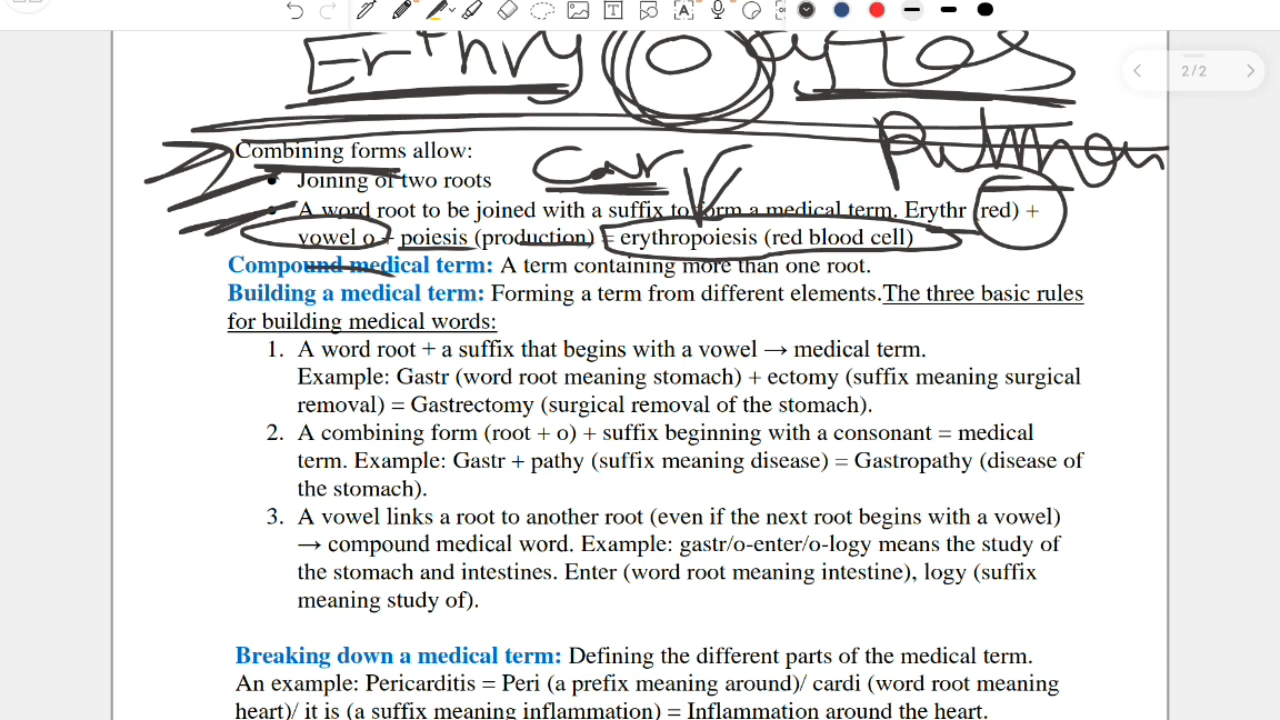 2/2
Erthry O cytes
Pulmon
Combining forms allow:
• Joining of two roots
Car
• A word root to be joined with a suffix to form a medical term. Erythr (red) +
vowel o + poiesis (production) = erythropoiesis (red blood cell)
Compound medical term: A term containing more than one root.
Building a medical term: Forming a term from different elements.The three basic rules
for building medical words:
1. A word root + a suffix that begins with a vowel → medical term.
Example: Gastr (word root meaning stomach) + ectomy (suffix meaning surgical
removal) = Gastrectomy (surgical removal of the stomach).
2. A combining form (root + o) + suffix beginning with a consonant = medical
term. Example: Gastr + pathy (suffix meaning disease) = Gastropathy (disease of
the stomach).
3. A vowel links a root to another root (even if the next root begins with a vowel)
→ compound medical word. Example: gastr/o-enter/o-logy means the study of
the stomach and intestines. Enter (word root meaning intestine), logy (suffix
meaning study of).
Breaking down a medical term: Defining the different parts of the medical term.
An example: Pericarditis = Peri (a prefix meaning around)/ cardi (word root meaning
heart)/ it is (a suffix meaning inflammation) = Inflammation around the heart.